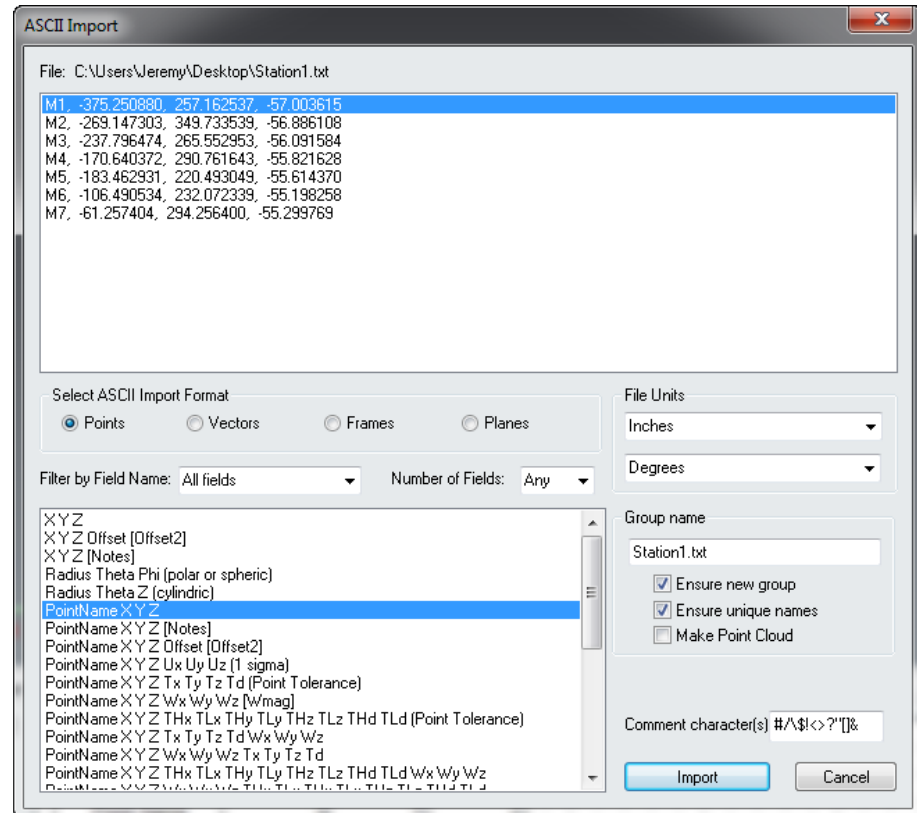 ASCII Import
File: C:\Users\Jeremy\Desktop\Station1.txt
M1, -375.250880, 257.162537, -57.003615
M2, -269.147303, 349.733539, -56.886108
M3, -237.796474, 265.552953, -56.091584
M4, -170.640372, 290.761643, -55.821628
M5, -183.462931, 220.493049, -55.614370
M6, -106.490534, 232.072339, -55.198258
M7, -61.257404, 294.256400, -55.299769
Select ASCII Import Format
Points Vectors Frames Planes
File Units
Inches
Degrees
Filter by Field Name: All fields Number of Fields: Any
X Y Z
X Y Z Offset [Offset2]
X Y Z [Notes]
Radius Theta Phi (polar or spheric)
Radius Theta Z (cylindric)
PointName X Y Z
PointName X Y Z [Notes]
PointName X Y Z Offset [Offset2]
PointName X Y Z Ux Uy Uz (1 sigma)
PointName X Y Z Tx Ty Tz Td (Point Tolerance)
PointName X Y Z Wx Wy Wz [Wmag]
PointName X Y Z THx TLx THy TLy THz TLz THd TLd (Point Tolerance)
PointName X Y Z Tx Ty Tz Td Wx Wy Wz
PointName X Y Z Wx Wy Wz Tx Ty Tz Td
PointName X Y Z THx TLx THy TLy THz TLz THd TLd Wx Wy Wz
Group name
Station1.txt
Ensure new group
Ensure unique names
Make Point Cloud
Comment character(s) #/\$!<>?"[]&
Import Cancel